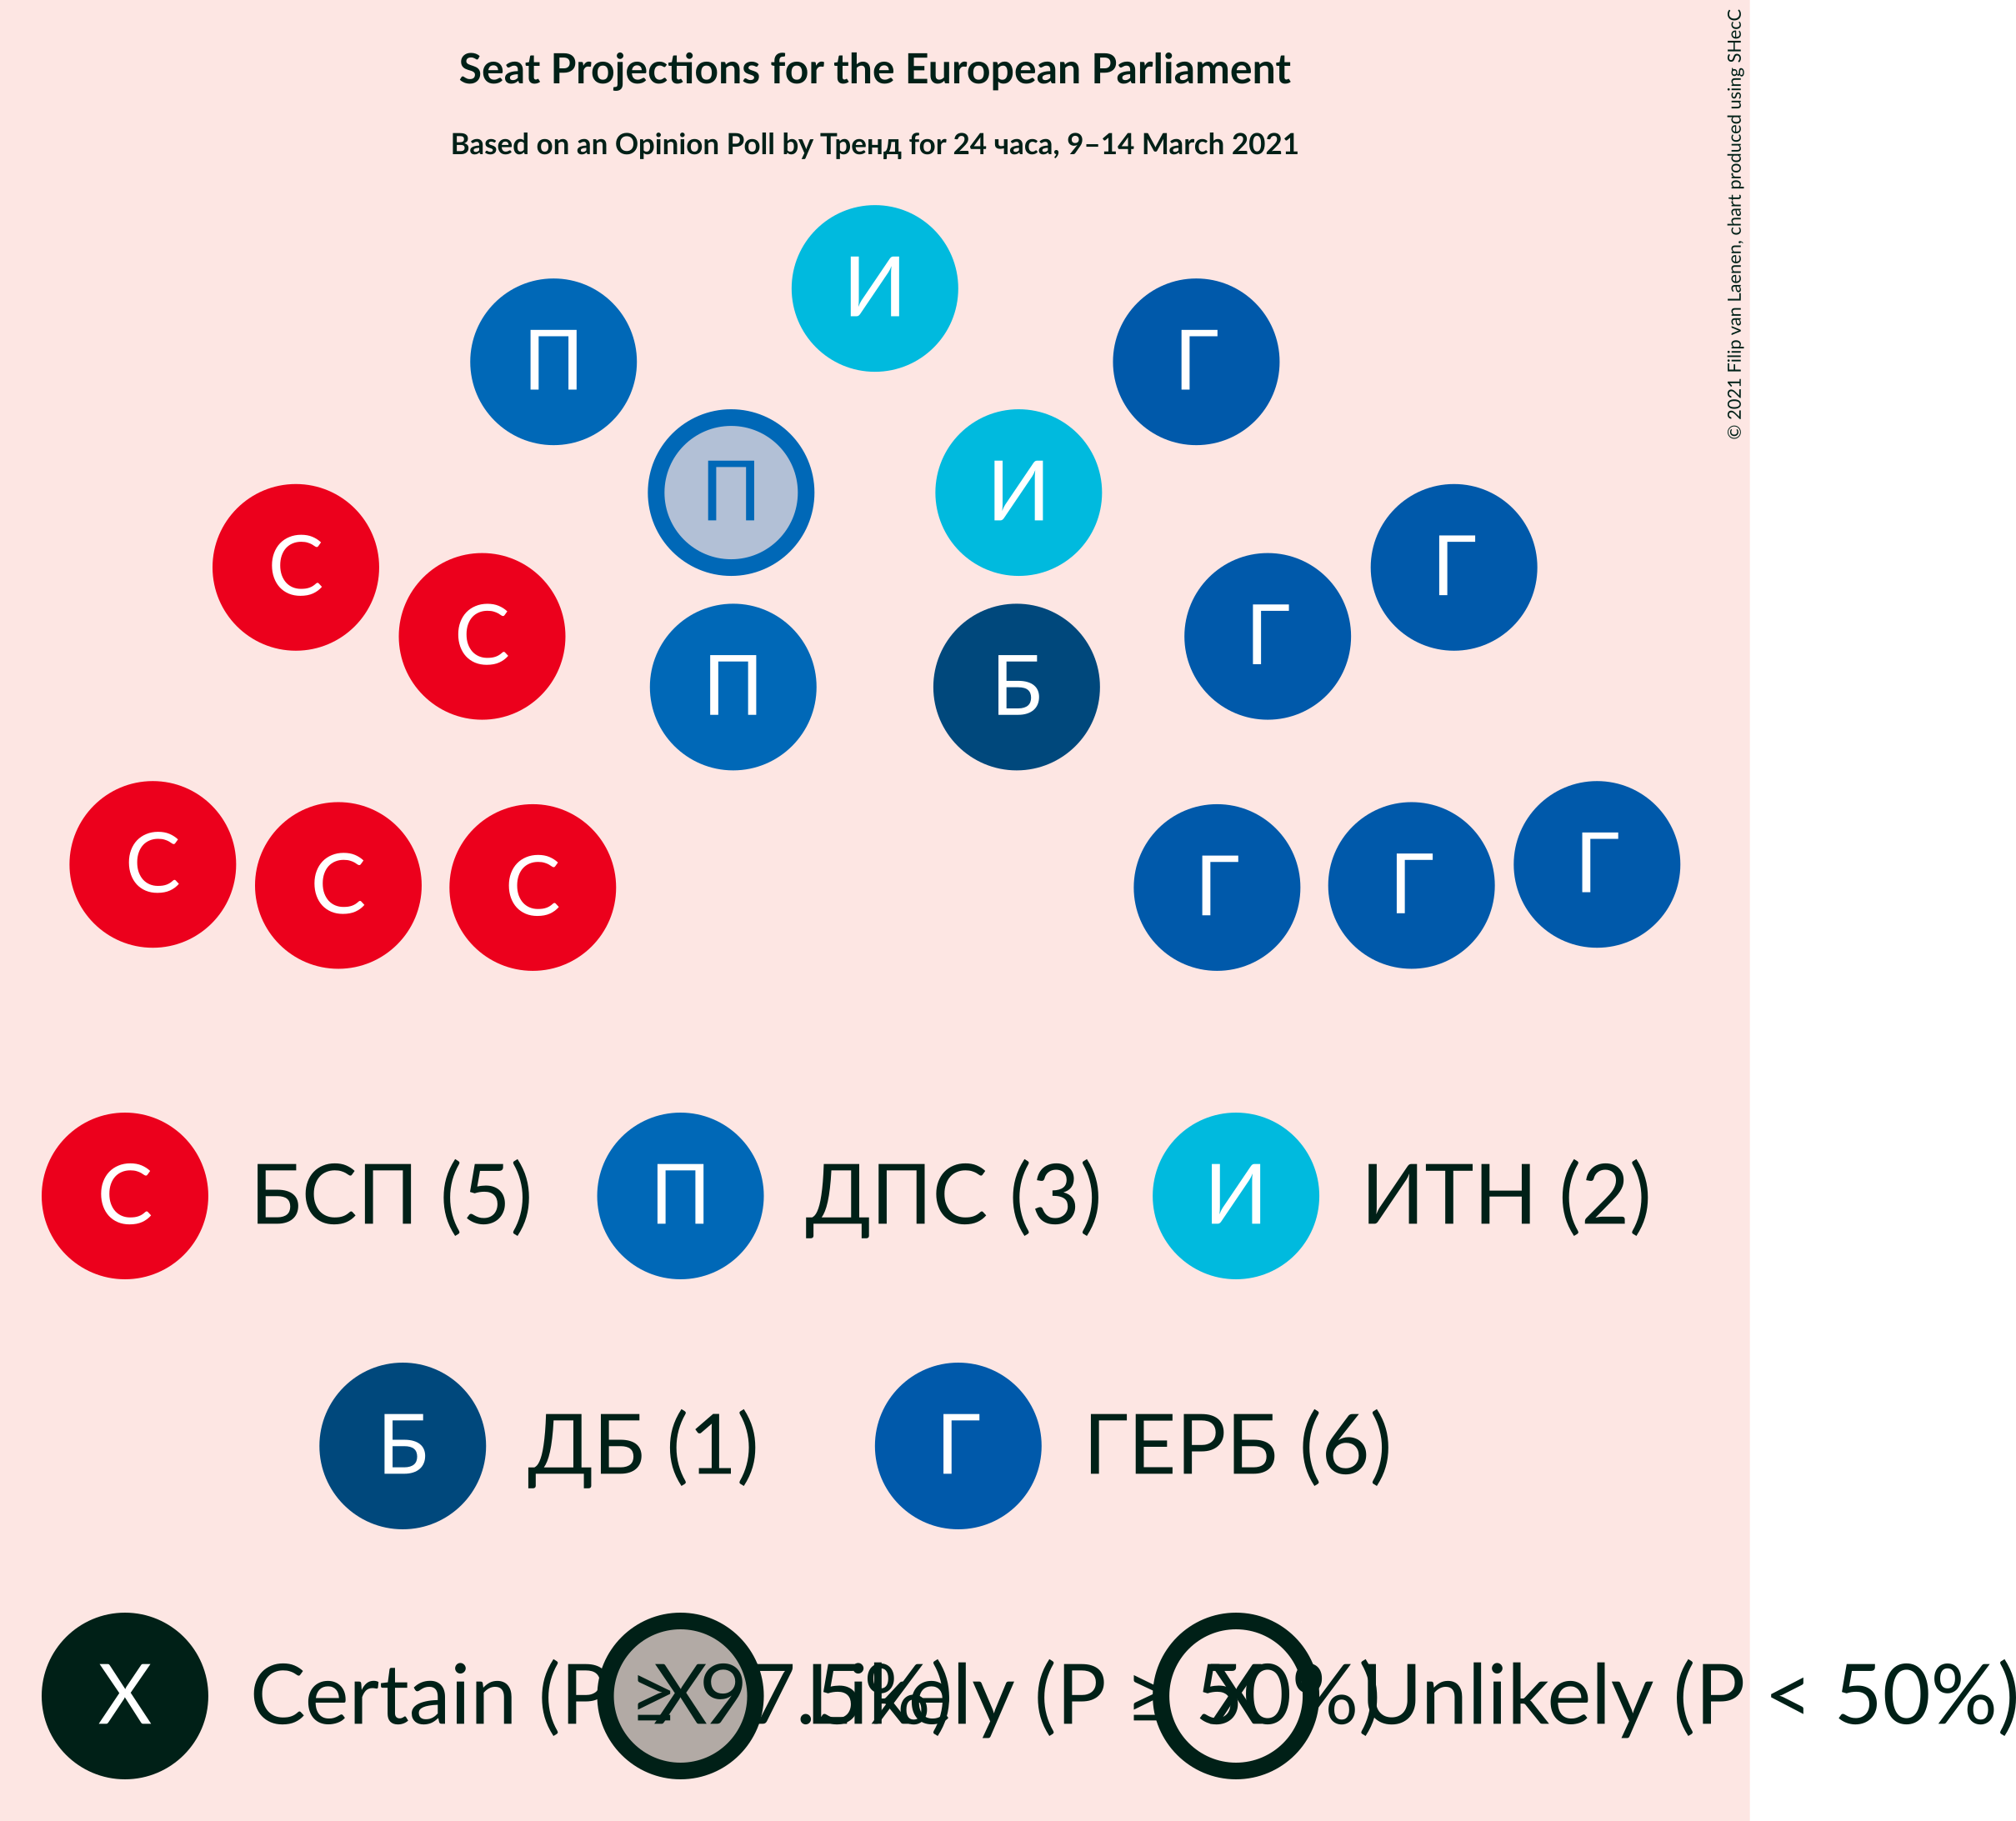 Seat Projections for the European Parliament
Based on an Opinion Poll by Тренд for 24 часа, 9–14 March 2021
© 2021 Filip van Laenen, chart produced using SHecC
И
П
Г
П
И
С
Г
С
Г
П
Б
С
С
С
Г
Г
Г
С БСП (5) П ДПС (3) И ИТН (2)
Б ДБ (1) Г ГЕРБ (6)
X Certain (P ≥ 97.5%) X Likely (P ≥ 50%) X Unlikely (P < 50%)